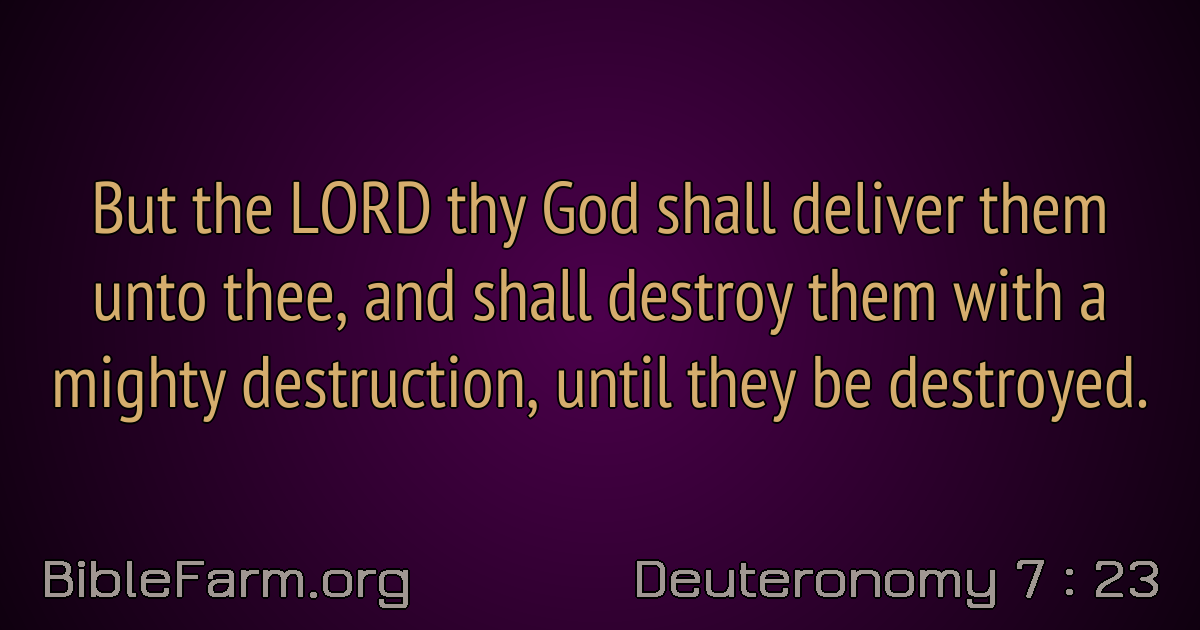 But the LORD thy God shall deliver them
unto thee, and shall destroy them with a
mighty destruction, until they be destroyed.
BibleFarm.org
Deuteronomy 7 : 23